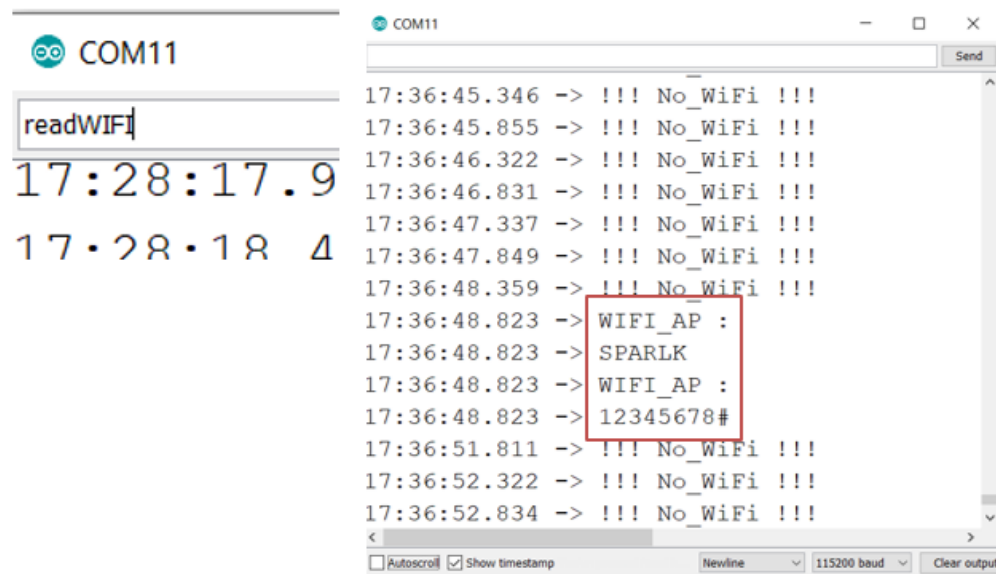 COM11
readWIFI
17:28:17.9
17:28:18 4
COM11
Send
17:36:45.346 -> !!! No_WiFi !!!
17:36:45.855 -> !!! No_WiFi !!!
17:36:46.322 -> !!! No_WiFi !!!
17:36:46.831 -> !!! No_WiFi !!!
17:36:47.337 -> !!! No_WiFi !!!
17:36:47.849 -> !!! No_WiFi !!!
17:36:48.359 -> !!! No_WiFi !!!
17:36:48.823 -> WIFI_AP :
17:36:48.823 -> SPARLK
17:36:48.823 -> WIFI_AP :
17:36:48.823 -> 12345678#
17:36:51.811 -> !!! No_WiFi !!!
17:36:52.322 -> !!! No_WiFi !!!
17:36:52.834 -> !!! No_WiFi !!!
Autoscroll Show timestamp Newline 115200 baud Clear output